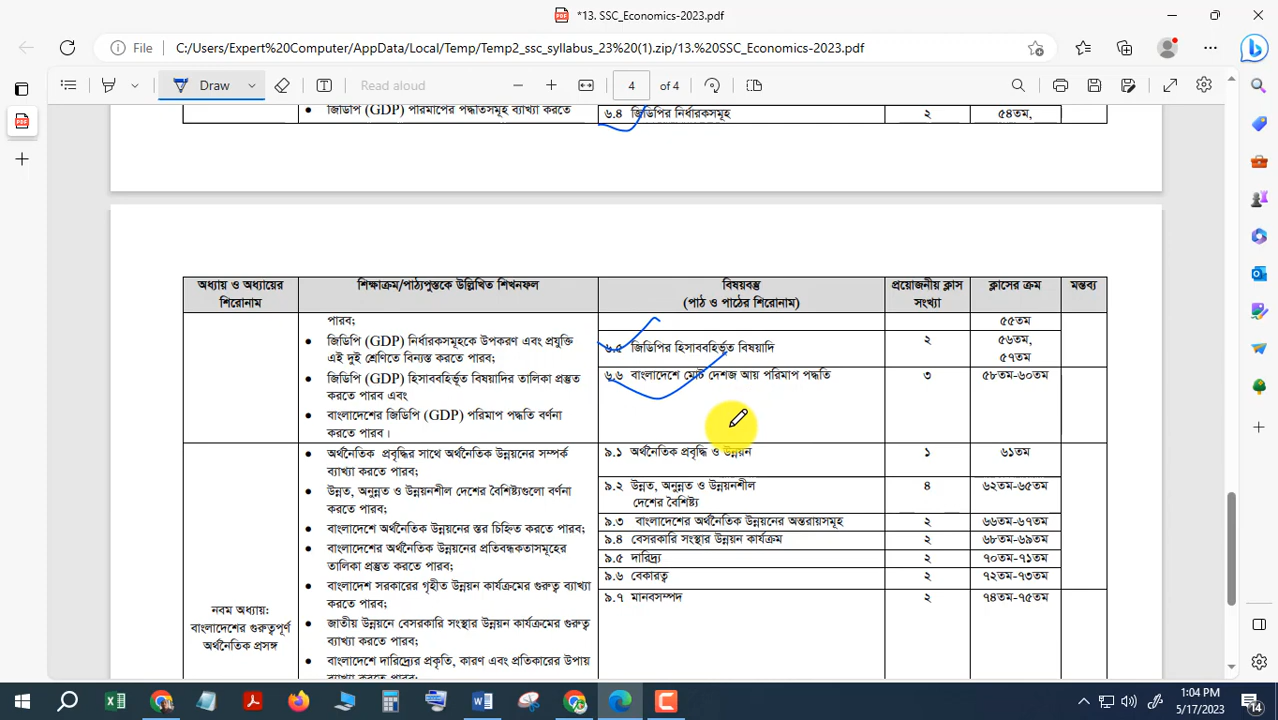 *13. SSC_Economics-2023.pdf
File
C:/Users/Expert%20Computer/AppData/Local/Temp/Temp2_ssc_syllabus_23%20(1).zip/13.%20SSC_Economics-2023.pdf
Draw
Read aloud
4 of 4
জিডিপি (GDP) পরিমাপের পদ্ধতিসমূহ ব্যাখ্যা করতে
৬.৪ জিডিপির নির্ধারকসমূহ
২
৫৪তম,
অধ্যায় ও অধ্যায়ের
শিরোনাম
শিক্ষাক্রম/পাঠ্যপুস্তকে উল্লিখিত শিখনফল
বিষয়বস্তু
(পাঠ ও পাঠের শিরোনাম)
প্রয়োজনীয় ক্লাস
সংখ্যা
ক্লাসের ক্রম
মন্তব্য
পারব;
৫৫তম
• জিডিপি (GDP) নির্ধারকসমূহকে উপকরণ এবং প্রযুক্তি
এই দুই শ্রেণিতে বিন্যস্ত করতে পারব;
৬.৫ জিডিপির হিসাববহির্ভূত বিষয়াদি
২
৫৬তম,
৫৭তম
• জিডিপি (GDP) হিসাববহির্ভূত বিষয়াদির তালিকা প্রস্তুত
করতে পারব এবং
৬.৬ বাংলাদেশে মোট দেশজ আয় পরিমাপ পদ্ধতি
৩
৫৮তম-৬০তম
• বাংলাদেশের জিডিপি (GDP) পরিমাপ পদ্ধতি বর্ণনা
করতে পারব।
নবম অধ্যায়:
বাংলাদেশের গুরুত্বপূর্ণ
অর্থনৈতিক প্রসঙ্গ
• অর্থনৈতিক প্রবৃদ্ধির সাথে অর্থনৈতিক উন্নয়নের সম্পর্ক
ব্যাখ্যা করতে পারব;
• উন্নত, অনুন্নত ও উন্নয়নশীল দেশের বৈশিষ্ট্যগুলো বর্ণনা
করতে পারব;
• বাংলাদেশে অর্থনৈতিক উন্নয়নের স্তর চিহ্নিত করতে পারব;
• বাংলাদেশের অর্থনৈতিক উন্নয়নের প্রতিবন্ধকতাসমূহের
তালিকা প্রস্তুত করতে পারব;
• বাংলাদেশ সরকারের গৃহীত উন্নয়ন কার্যক্রমের গুরুত্ব ব্যাখ্যা
করতে পারব;
• জাতীয় উন্নয়নে বেসরকারি সংস্থার উন্নয়ন কার্যক্রমের গুরুত্ব
ব্যাখ্যা করতে পারব;
• বাংলাদেশে দারিদ্র্যের প্রকৃতি, কারণ এবং প্রতিকারের উপায়
৯.১ অর্থনৈতিক প্রবৃদ্ধি ও উন্নয়ন
১
৬১তম
৯.২ উন্নত, অনুন্নত ও উন্নয়নশীল
দেশের বৈশিষ্ট্য
৪
৬২তম-৬৫তম
৯.৩ বাংলাদেশের অর্থনৈতিক উন্নয়নের অন্তরায়সমূহ
২
৬৬তম-৬৭তম
৯.৪ বেসরকারি সংস্থার উন্নয়ন কার্যক্রম
২
৬৮তম-৬৯তম
৯.৫ দারিদ্র্য
২
৭০তম-৭১তম
৯.৬ বেকারত্ব
২
৭২তম-৭৩তম
৯.৭ মানবসম্পদ
২
৭৪তম-৭৫তম
1:04 PM
5/17/2023
14